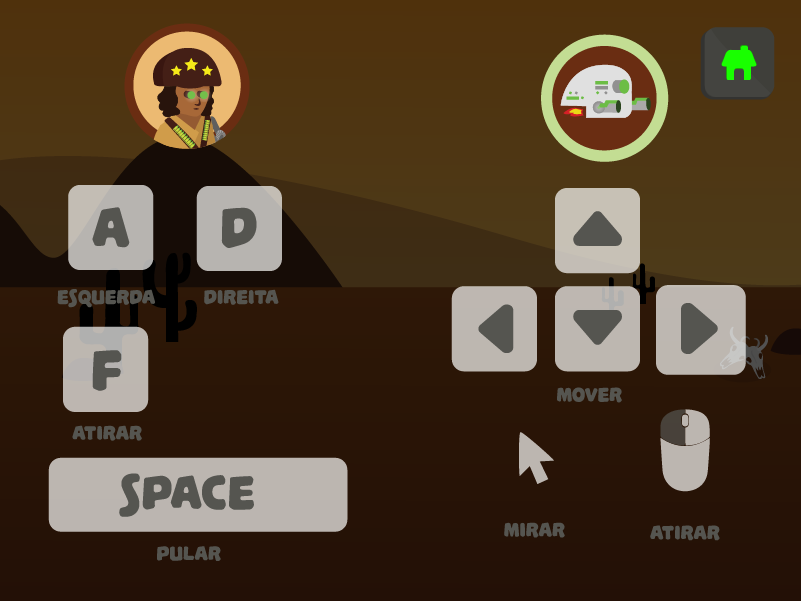 A D
ESQUERDA DIREITA
F
ATIRAR
SPACE
PULAR
MOVER
MIRAR ATIRAR